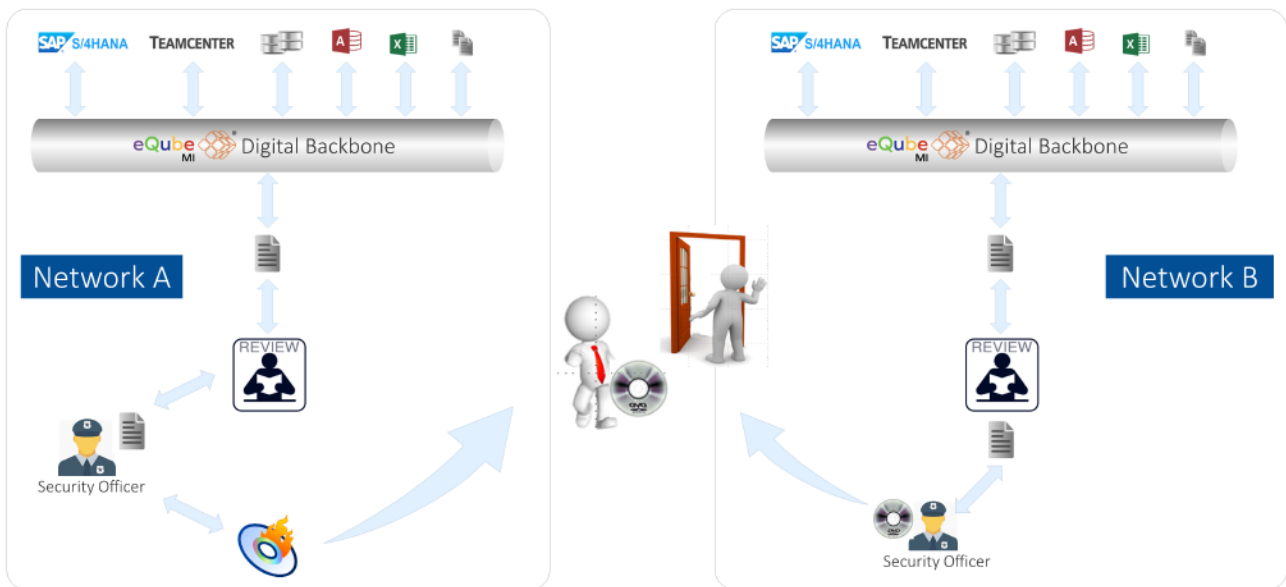 SAP S/4HANA TEAMCENTER A X
eQube MI Digital Backbone
Network A
REVIEW
Security Officer
DVD
SAP S/4HANA TEAMCENTER A X
eQube MI Digital Backbone
Network B
REVIEW
Security Officer